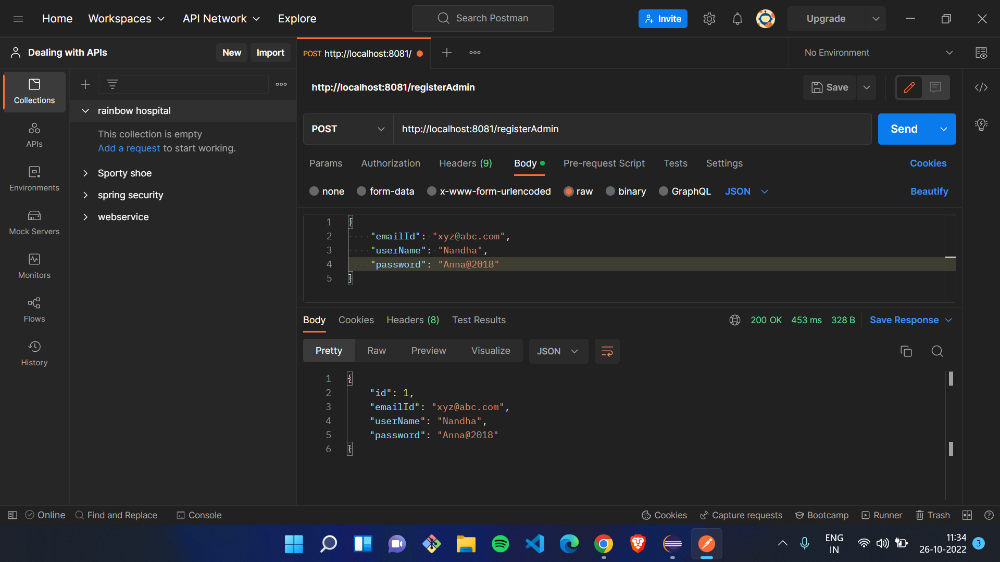 Home Workspaces API Network Explore Search Postman Invite Upgrade
Dealing with APIs New Import POST http://localhost:8081/ No Environment
http://localhost:8081/registerAdmin Save
Collections
rainbow hospital
This collection is empty
Add a request to start working.
Sporty shoe
spring security
webservice
APIs
Environments
Mock Servers
Monitors
Flows
History
POST http://localhost:8081/registerAdmin Send
Params Authorization Headers (9) Body Pre-request Script Tests Settings Cookies
none form-data x-www-form-urlencoded raw binary GraphQL JSON Beautify
1 {
2 "emailId": "xyz@abc.com",
3 "userName": "Nandha",
4 "password": "Anna@2018"
5 }
Body Cookies Headers (8) Test Results 200 OK 453 ms 328 B Save Response
Pretty Raw Preview Visualize JSON
1 {
2 "id": 1,
3 "emailId": "xyz@abc.com",
4 "userName": "Nandha",
5 "password": "Anna@2018"
6 }
Online Find and Replace Console Cookies Capture requests Bootcamp Runner Trash
ENG 11:34
IN 26-10-2022 3